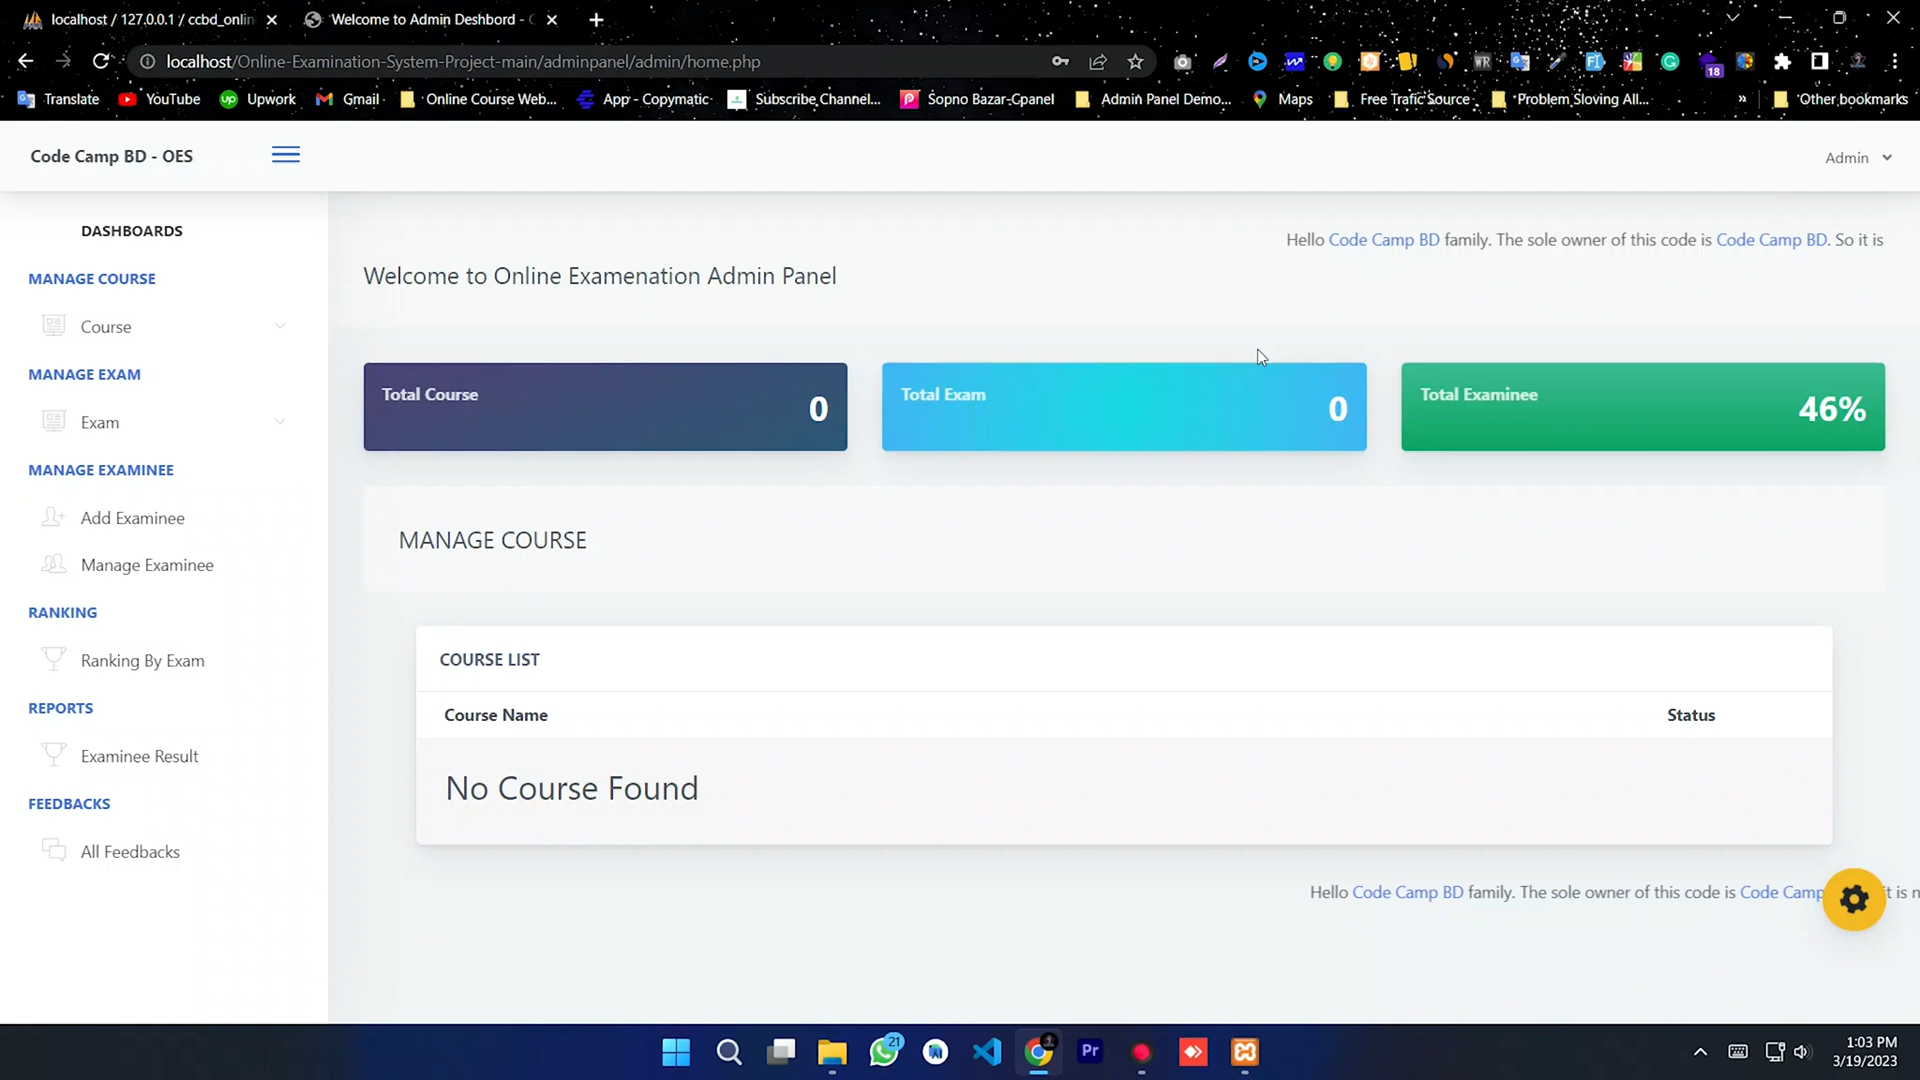 localhost / 127.0.0.1 / ccbd_onlin
Welcome to Admin Deshbord -
localhost/Online-Examination-System-Project-main/adminpanel/admin/home.php
18
Translate
YouTube
Upwork
Gmail
Online Course Web...
App - Copymatic
Subscribe Channel...
Sopno Bazar-Cpanel
Admin Panel Demo...
Maps
Free Trafic Source
Problem Sloving All...
»
Other bookmarks
Code Camp BD - OES
Admin
DASHBOARDS
MANAGE COURSE
Course
MANAGE EXAM
Exam
MANAGE EXAMINEE
Add Examinee
Manage Examinee
RANKING
Ranking By Exam
REPORTS
Examinee Result
FEEDBACKS
All Feedbacks
Hello Code Camp BD family. The sole owner of this code is Code Camp BD. So it is
Welcome to Online Examenation Admin Panel
Total Course
0
Total Exam
0
Total Examinee
46%
MANAGE COURSE
COURSE LIST
Course Name
Status
No Course Found
Hello Code Camp BD family. The sole owner of this code is Code Camp it is n
21
Pr
1:03 PM
3/19/2023